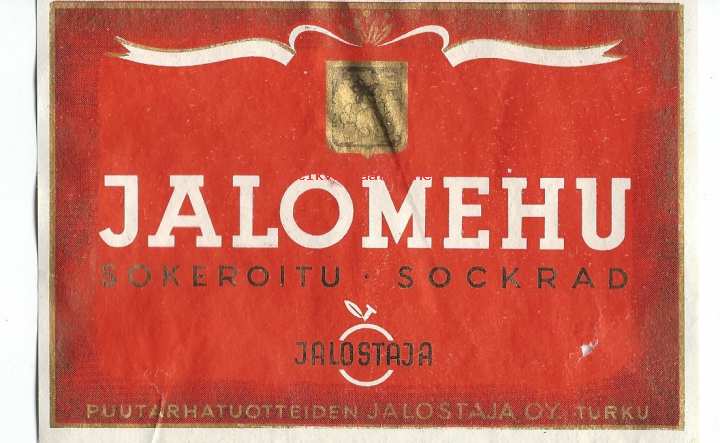 JALOMEHU
SOKEROITU · SOCKRAD
JALOSTAJA
PUUTARHATUOTTEIDEN JALOSTAJA OY. TURKU